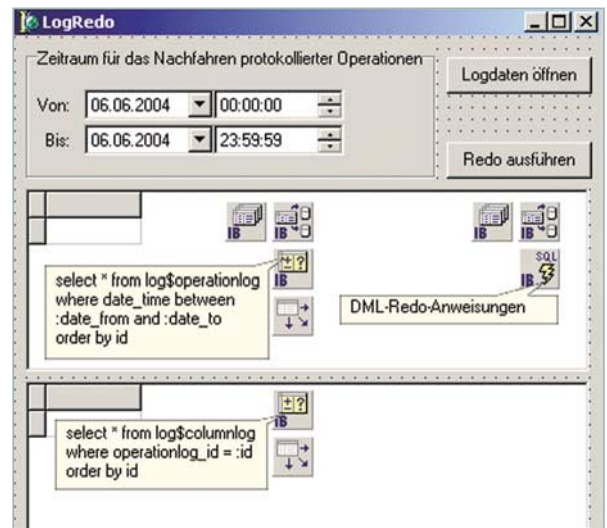 LogRedo
Zeitraum für das Nachfahren protokollierter Operationen
Logdaten öffnen
Von: 06.06.2004 00:00:00
Bis: 06.06.2004 23:59:59
Redo ausführen
IB IB IB IB
SQL
IB IB
select * from log$operationlog
where date_time between
:date_from and :date_to
order by id
DML-Redo-Anweisungen
IB
select * from log$columnlog
where operationlog_id = :id
order by id